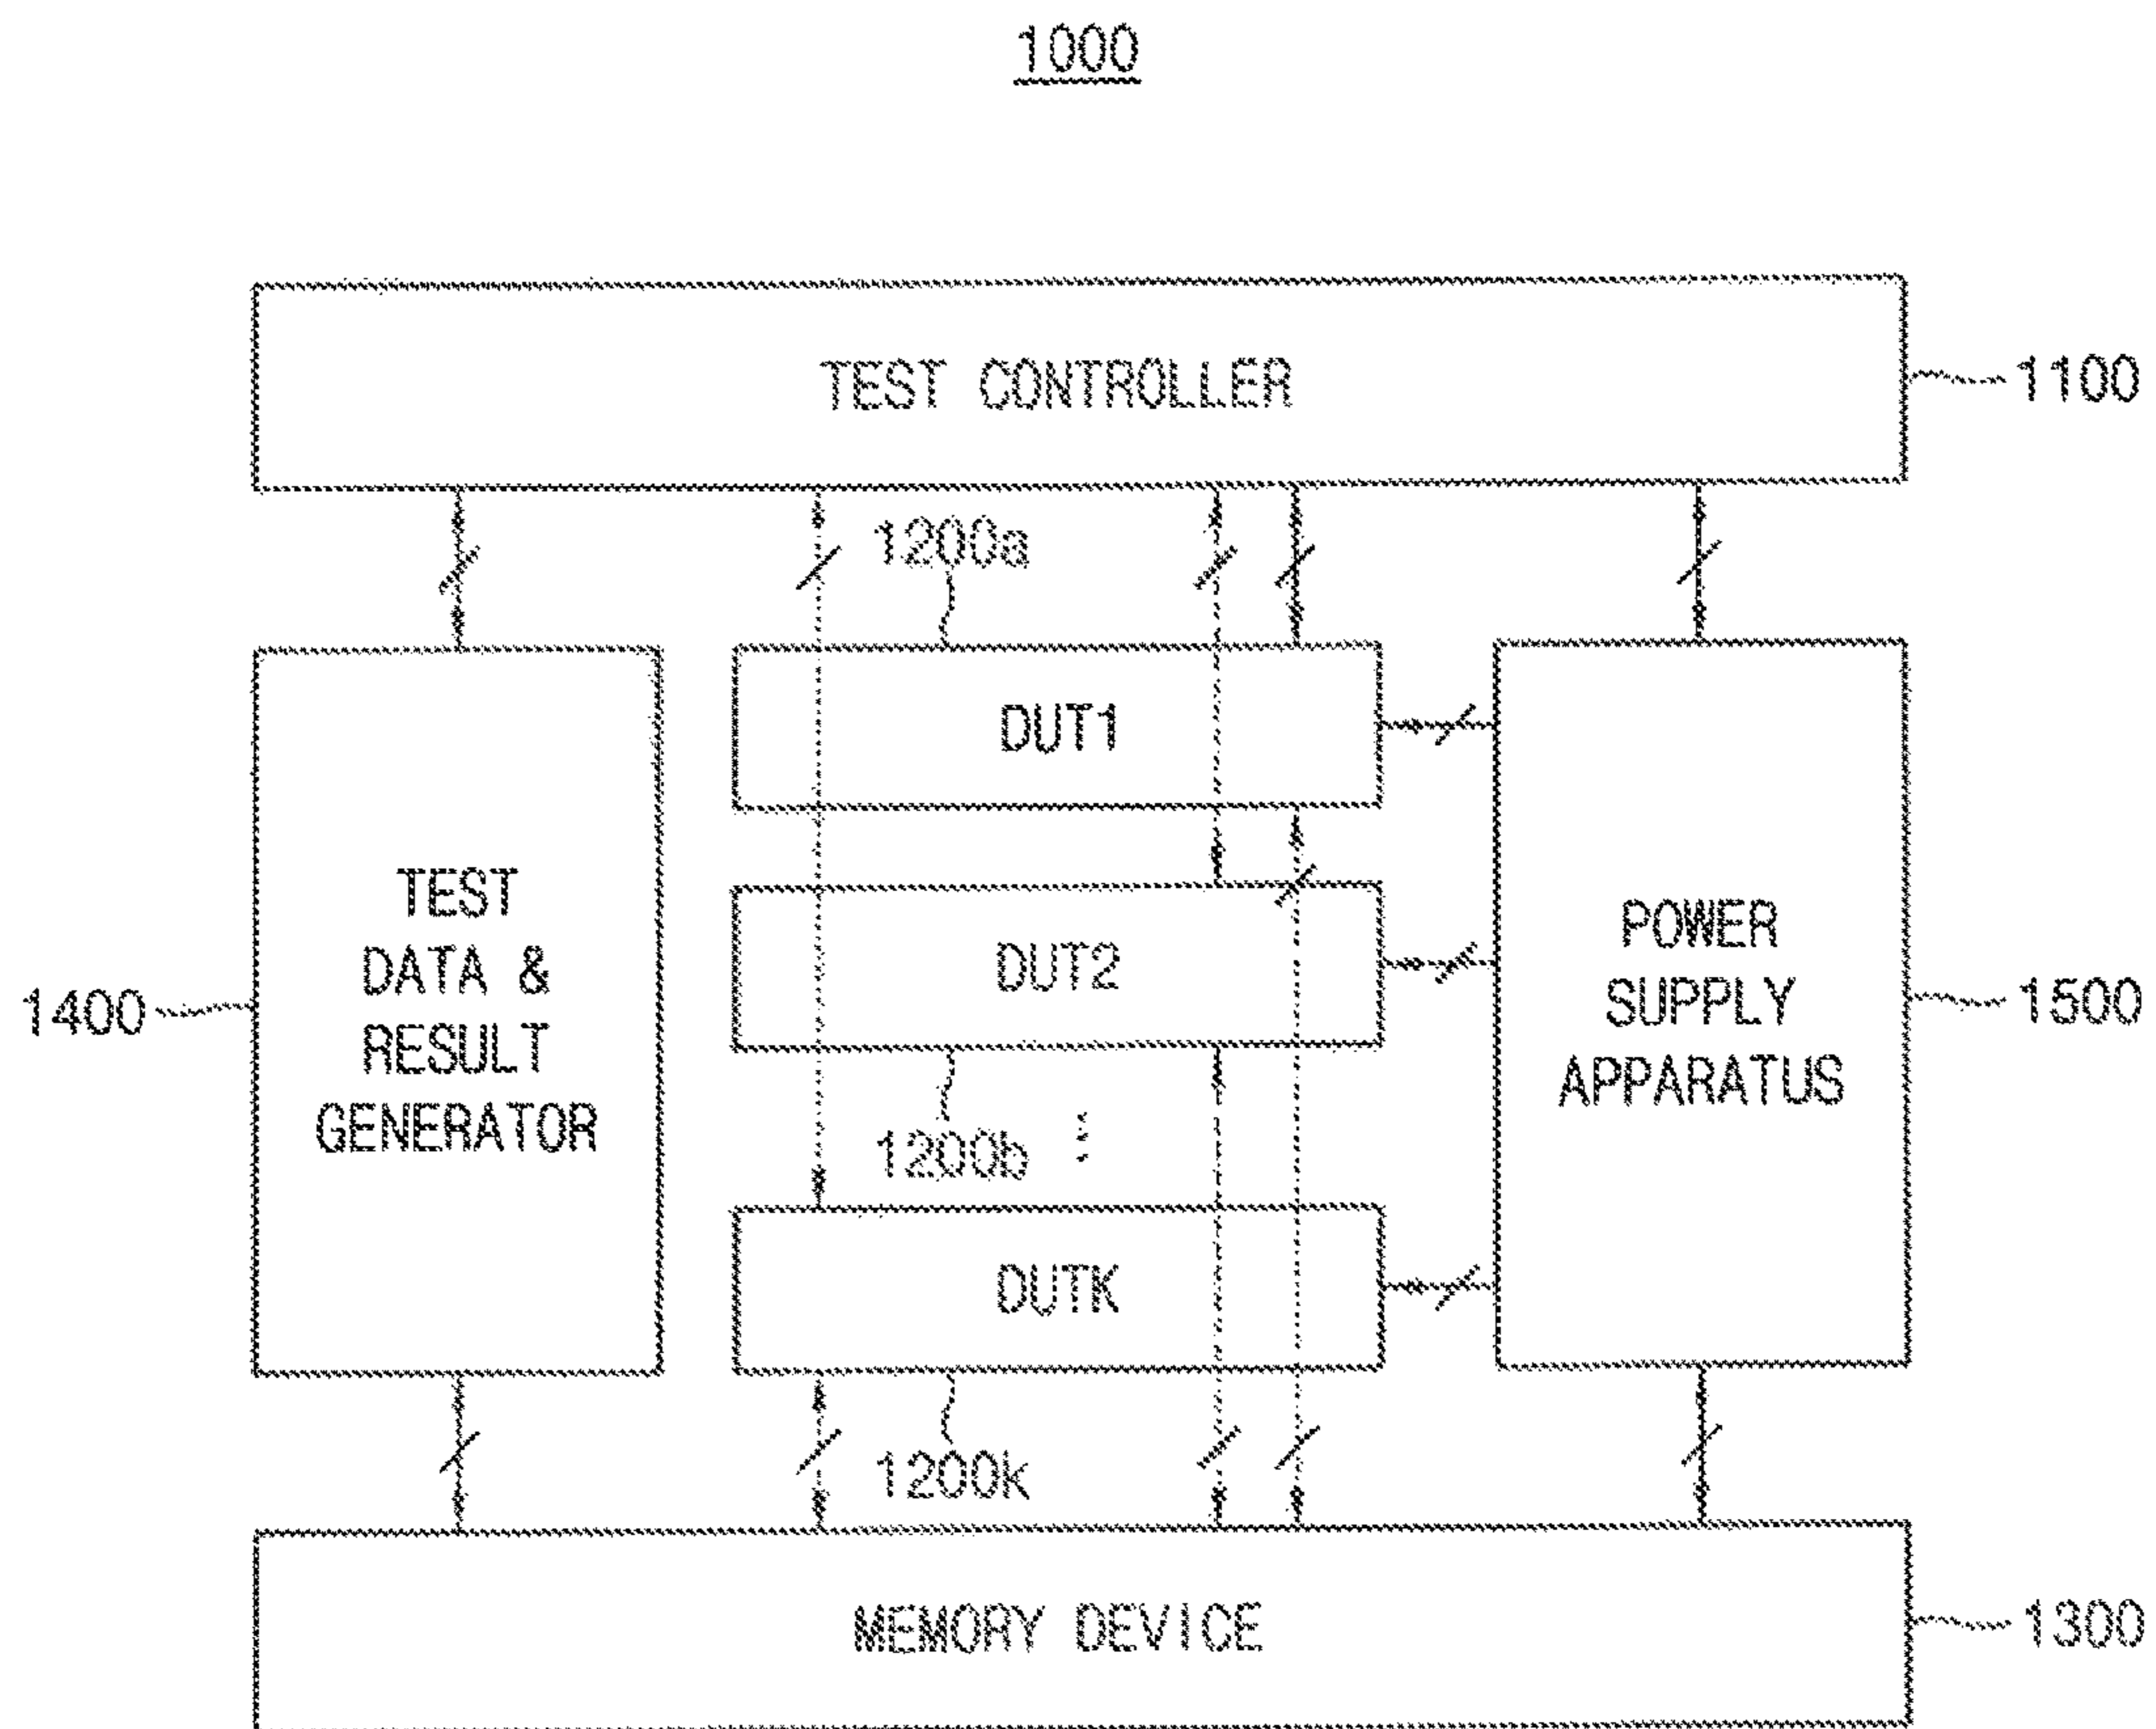 1000
TEST CONTROLLER
1100
1200a
DUT1
TEST
DATA &
RESULT
GENERATOR
1400
DUT2
1200b
POWER
SUPPLY
APPARATUS
1500
DUTK
1200k
MEMORY DEVICE
1300